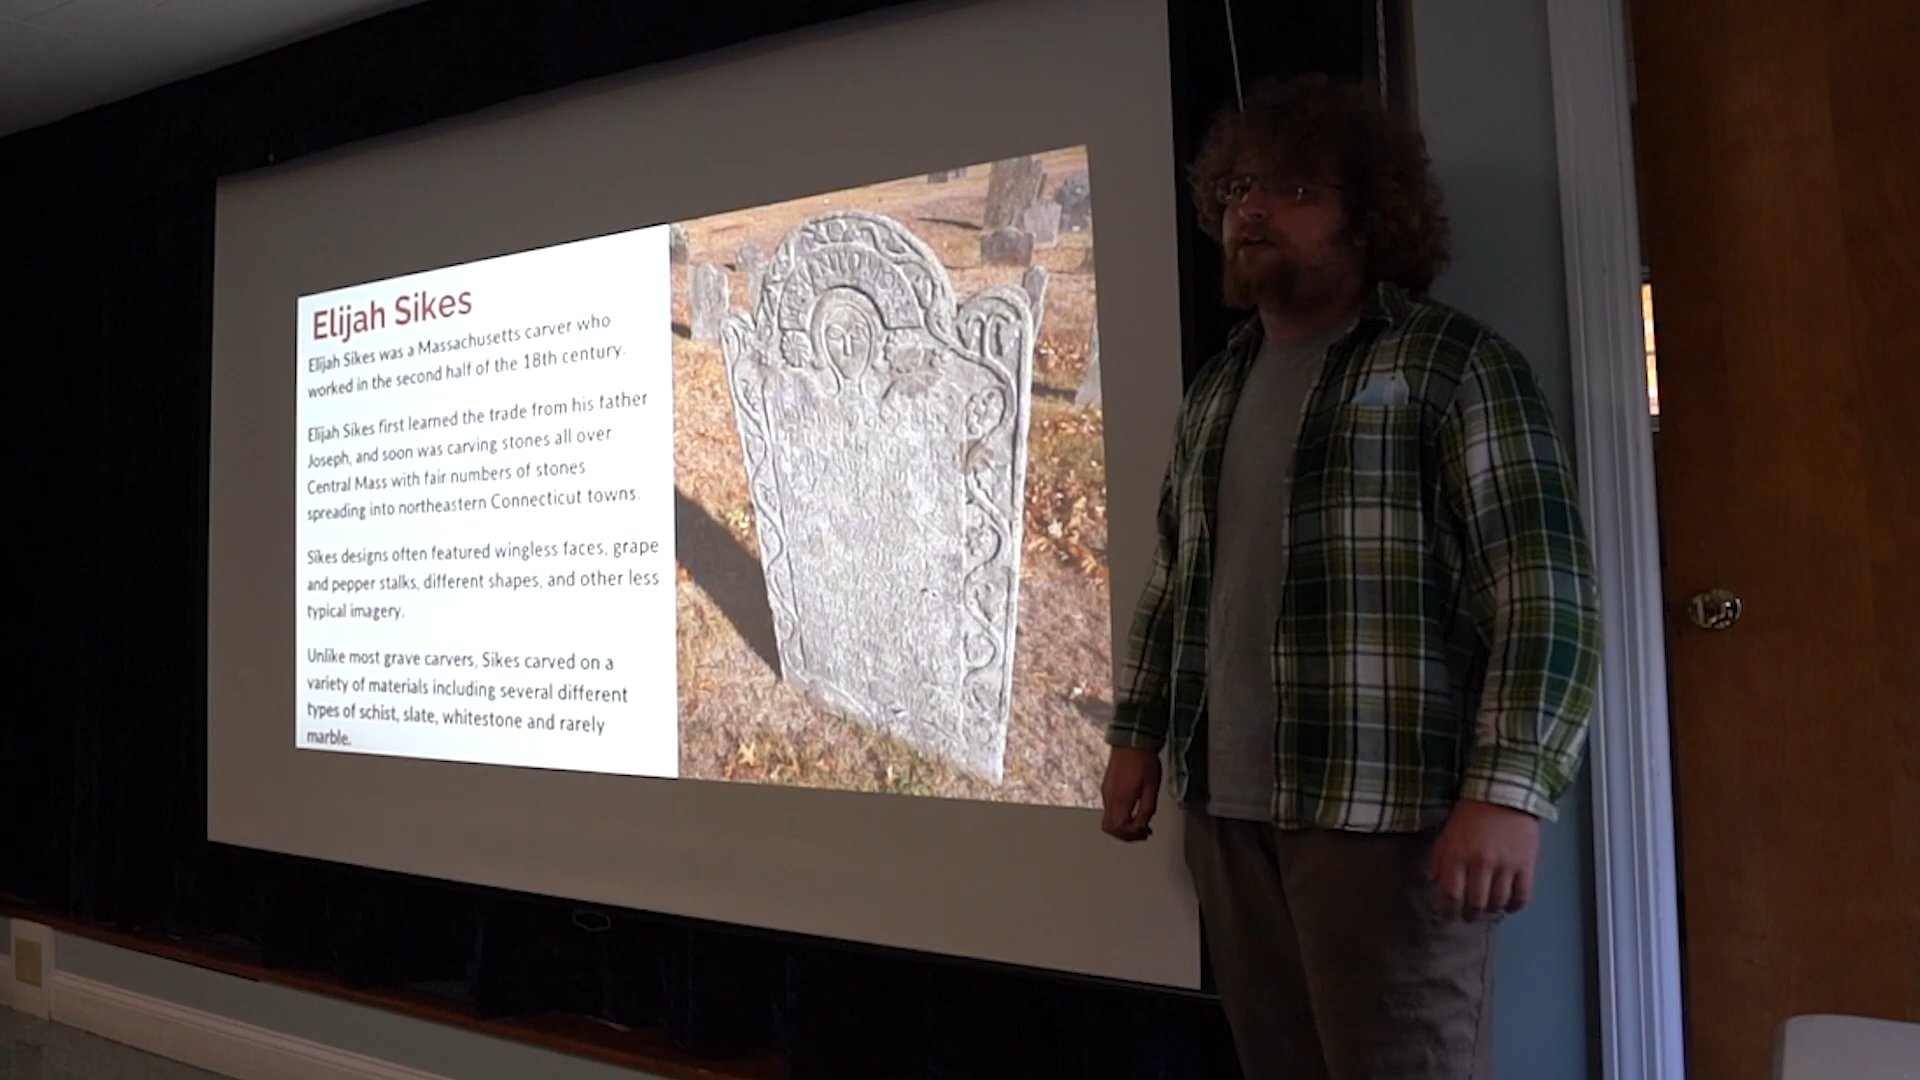 Elijah Sikes
Elijah Sikes was a Massachusetts carver who
worked in the second half of the 18th century.
Elijah Sikes first learned the trade from his father
Joseph, and soon was carving stones all over
Central Mass with fair numbers of stones
spreading into northeastern Connecticut towns.
Sikes designs often featured wingless faces, grape
and pepper stalks, different shapes, and other less
typical imagery.
Unlike most grave carvers, Sikes carved on a
variety of materials including several different
types of schist, slate, whitestone and rarely
marble.